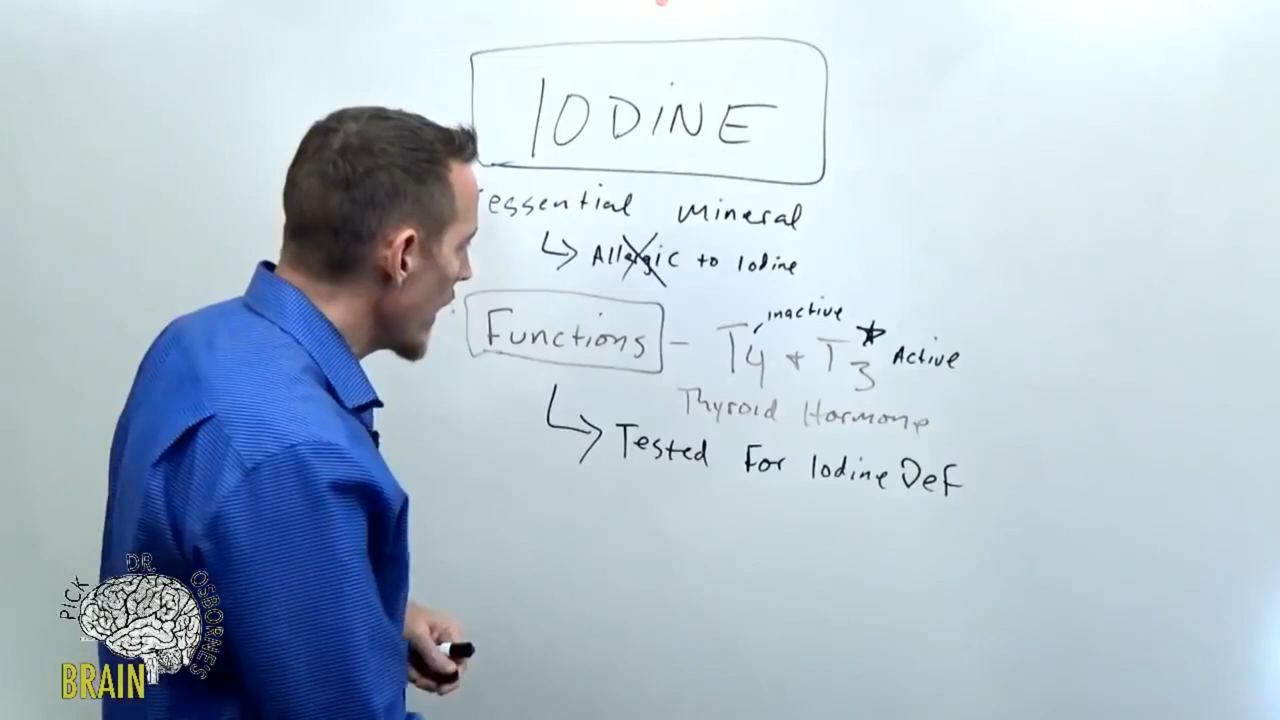 IODINE
essential mineral
↳ Allergic to Iodine
Functions - T4 + T3 * Active
inactive
Thyroid Hormone
↳ Tested For Iodine Def
PICK DR. OSBORNE'S
BRAIN